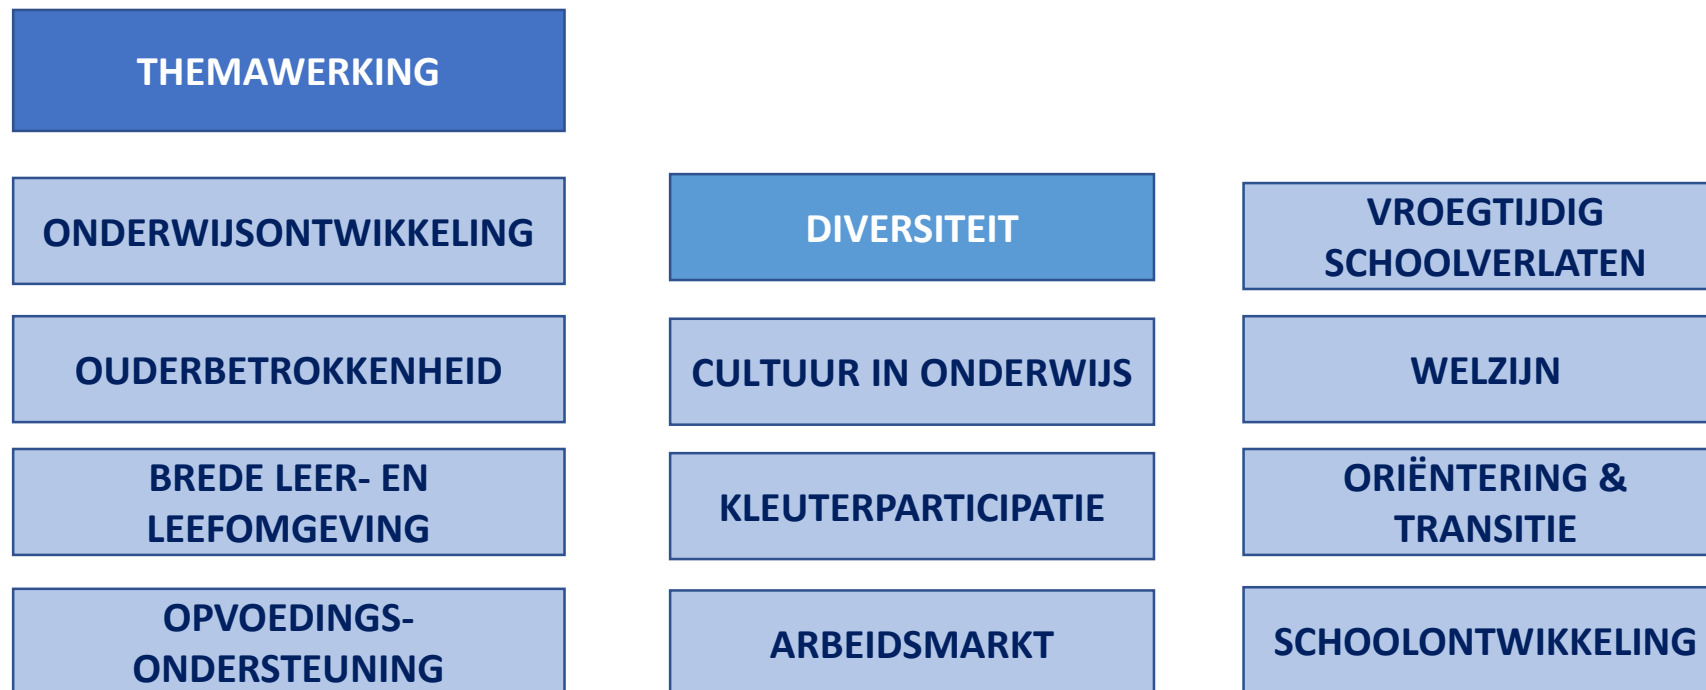 THEMAWERKING
ONDERWIJSONTWIKKELING
DIVERSITEIT
VROEGTIJDIG
SCHOOLVERLATEN
OUDERBETROKKENHEID
CULTUUR IN ONDERWIJS
WELZIJN
BREDE LEER- EN
LEEFOMGEVING
KLEUTERPARTICIPATIE
ORIËNTERING &
TRANSITIE
OPVOEDINGS-
ONDERSTEUNING
ARBEIDSMARKT
SCHOOLONTWIKKELING